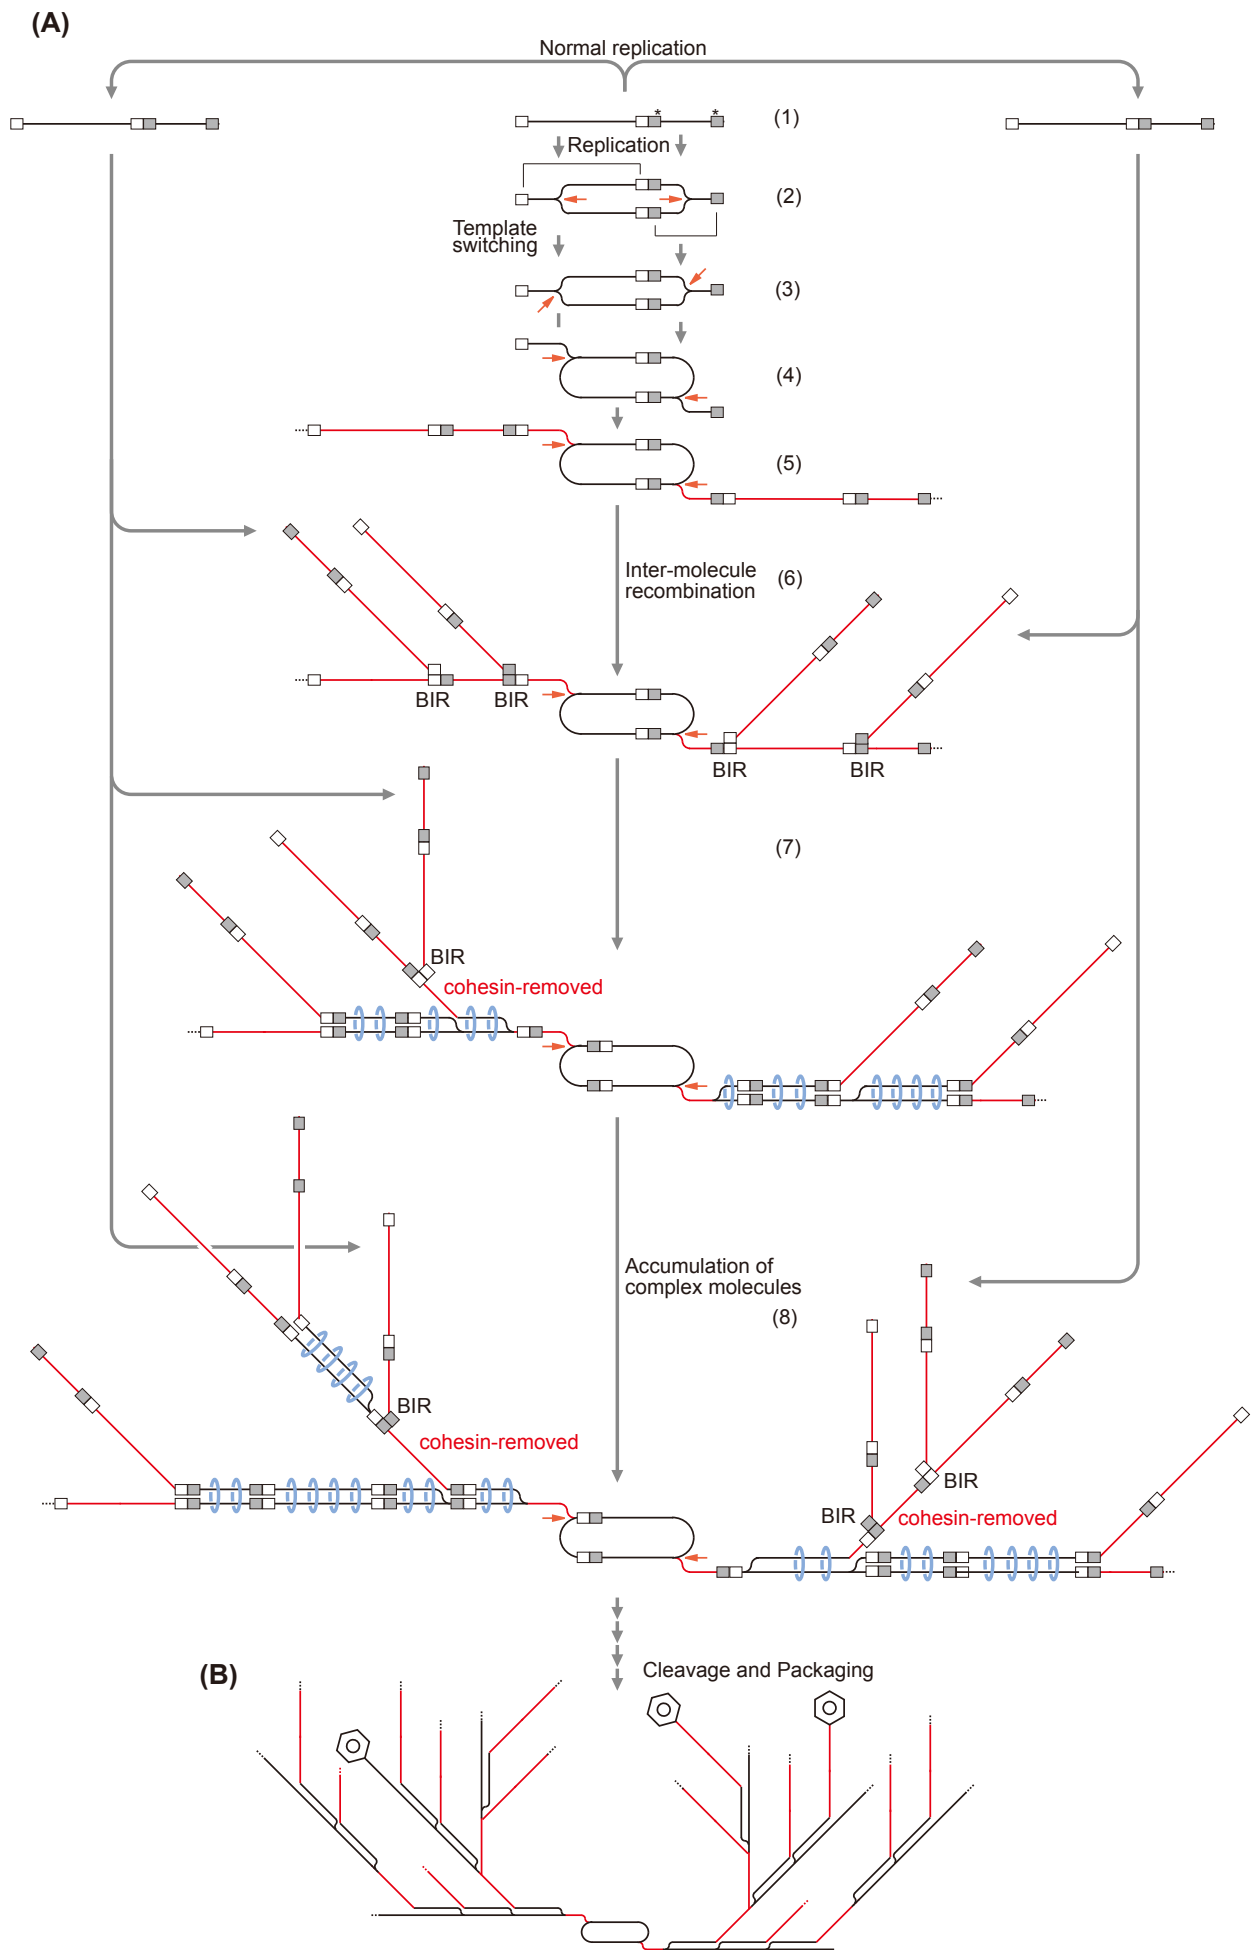 (A)
Normal replication
* *
(1)
Replication
(2)
Template
switching
(3)
(4)
(5)
Inter-molecule
recombination
(6)
BIR BIR
BIR BIR
(7)
BIR
cohesin-removed
Accumulation of
complex molecules
(8)
BIR
cohesin-removed
BIR
BIR
cohesin-removed
(B)
Cleavage and Packaging